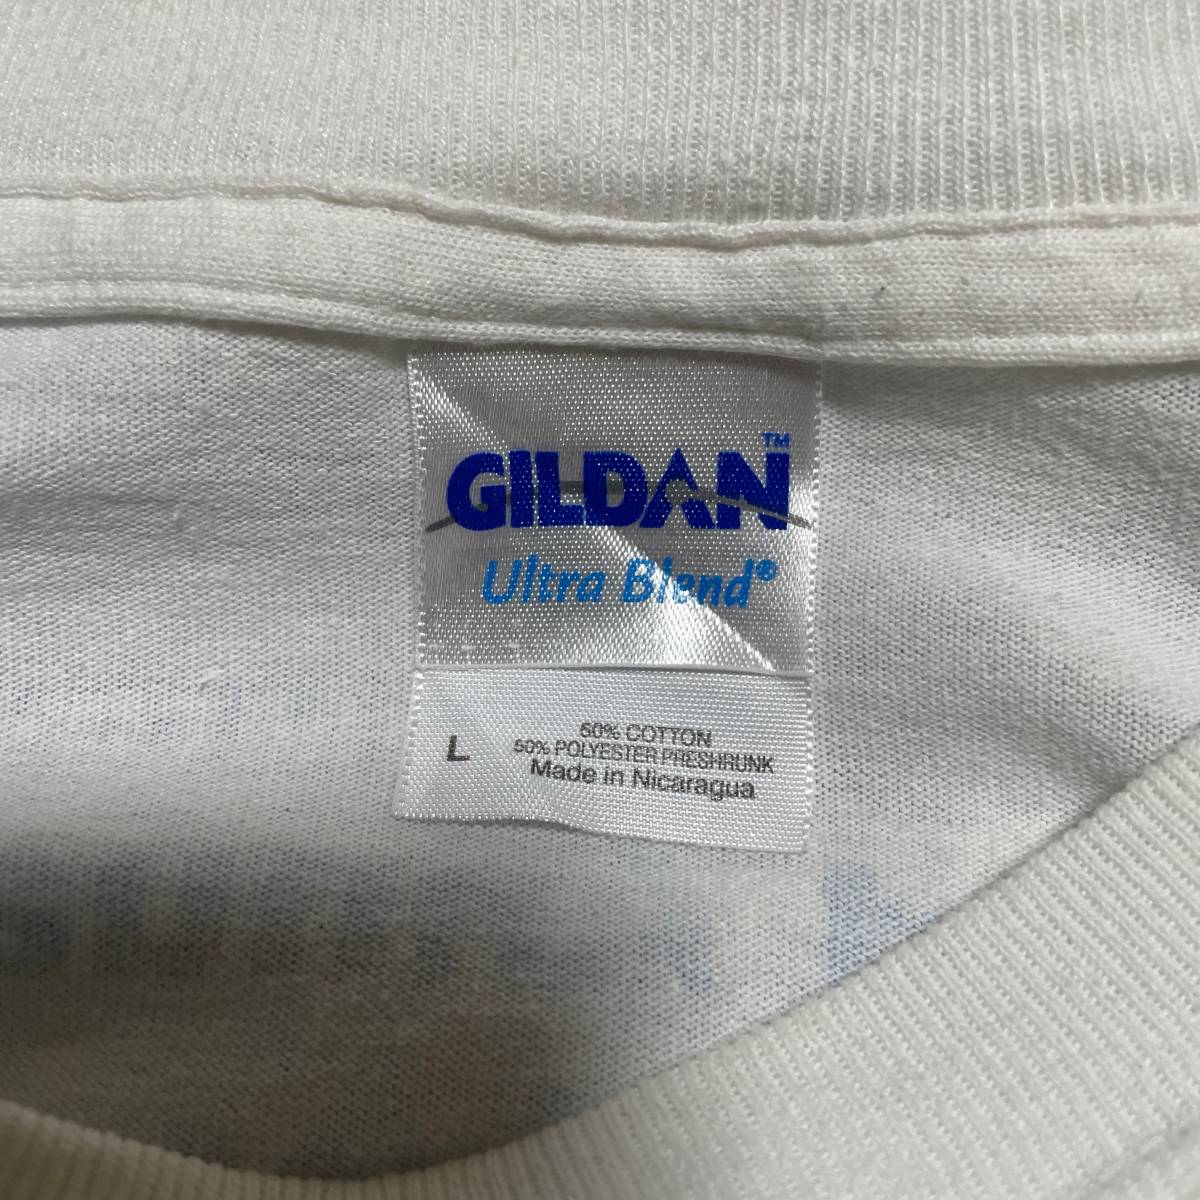 GILDAN™
Ultra Blend®
L
50% COTTON
50% POLYESTER PRESHRUNK
Made in Nicaragua